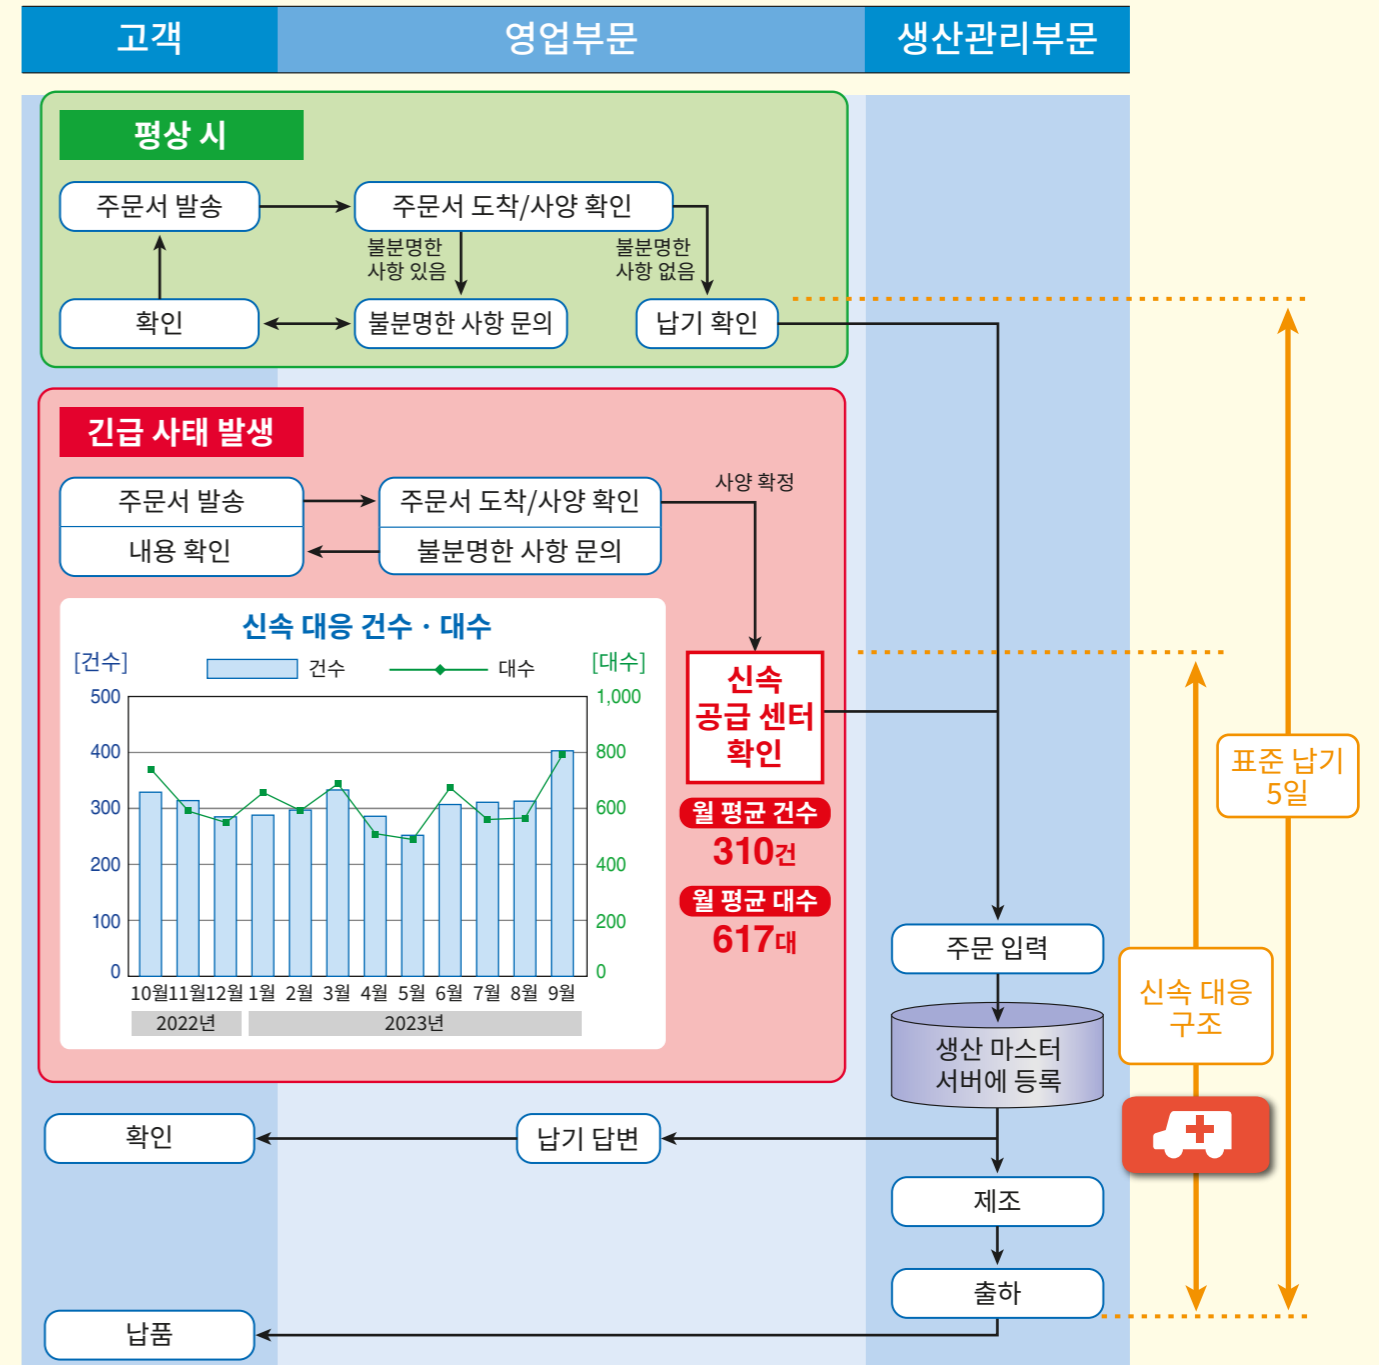 고객
영업부문
생산관리부문
평상 시
주문서 발송
주문서 도착/사양 확인
불분명한
사항 있음
불분명한
사항 없음
확인
불분명한 사항 문의
납기 확인
긴급 사태 발생
주문서 발송
주문서 도착/사양 확인
사양 확정
내용 확인
불분명한 사항 문의
신속 대응 건수 · 대수
[건수]
건수
대수
[대수]
500
400
300
200
100
0
1,000
800
600
400
200
0
10월 11월 12월 1월 2월 3월 4월 5월 6월 7월 8월 9월
2022년
2023년
신속
공급 센터
확인
월 평균 건수
310건
월 평균 대수
617대
표준 납기
5일
주문 입력
신속 대응
구조
생산 마스터
서버에 등록
확인
납기 답변
제조
출하
납품